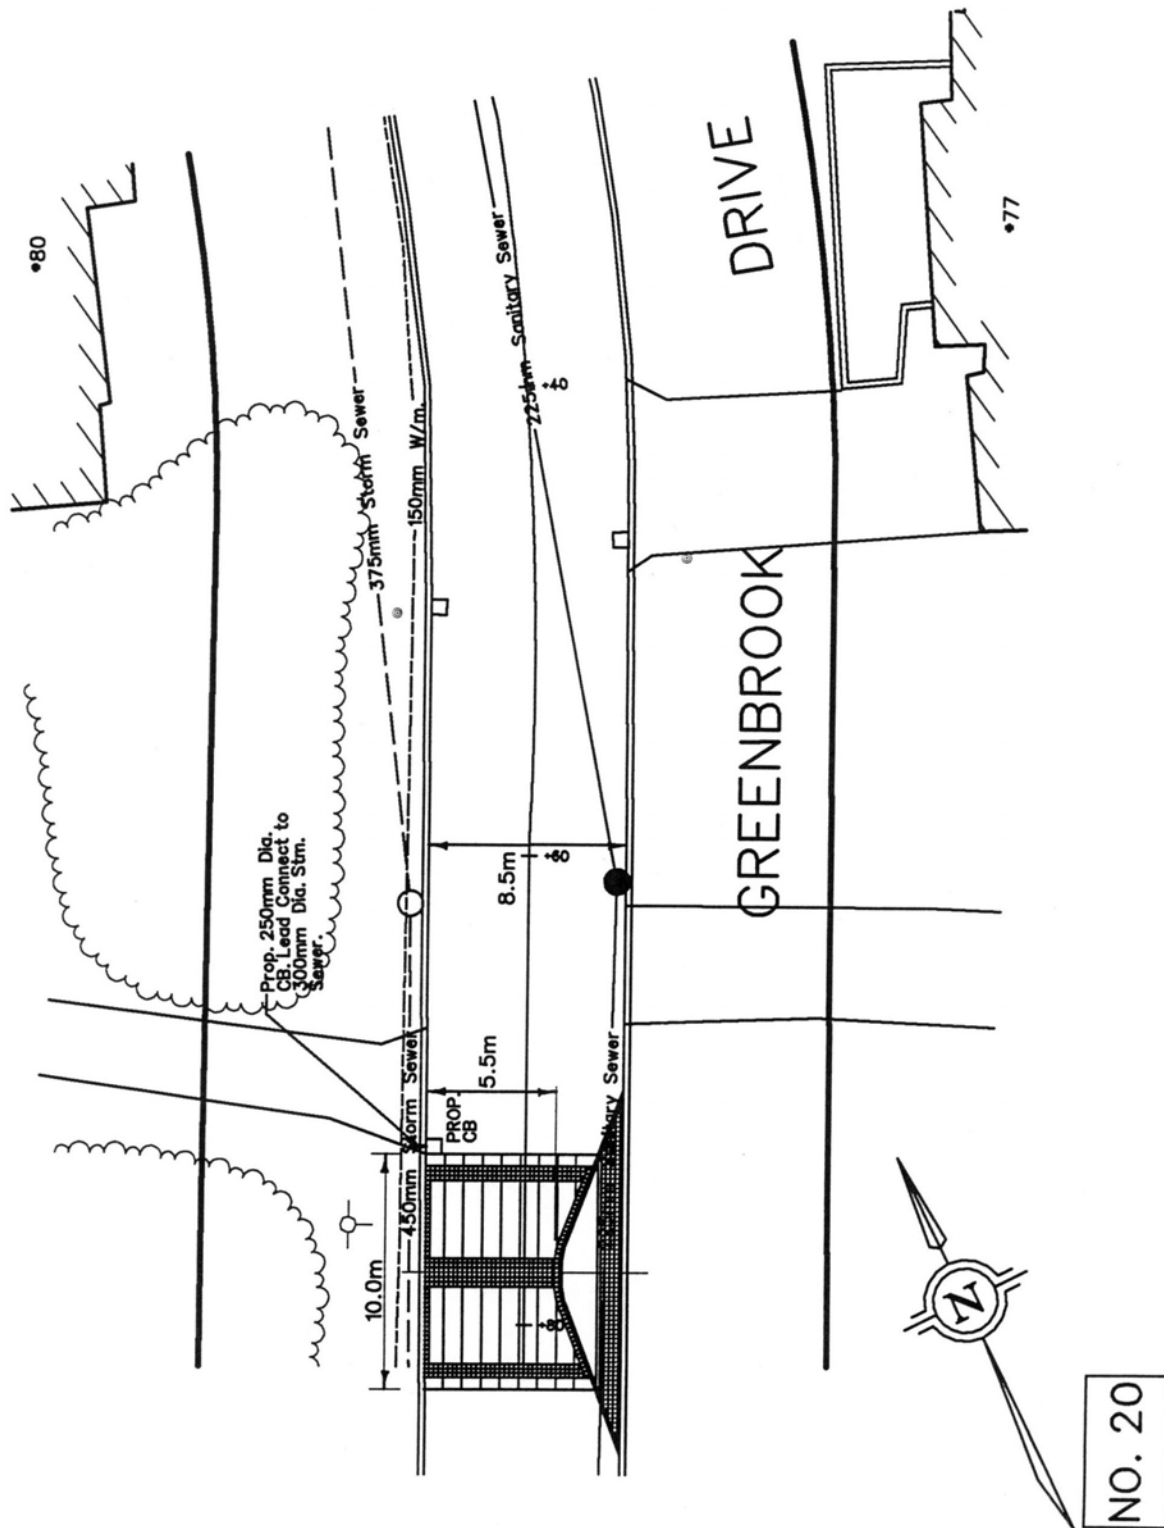 *80
375mm Storm Sewer
150mm W/m.
225mm Sanitary Sewer
+40
DRIVE
*77
GREENBROOK
Prop. 250mm Dia.
CB. Lead Connect to
300mm Dia. Stm.
Sewer.
8.5m
+60
450mm Storm Sewer
5.5m
PROP.
CB
Sanitary Sewer
10.0m
+80
N
NO. 20